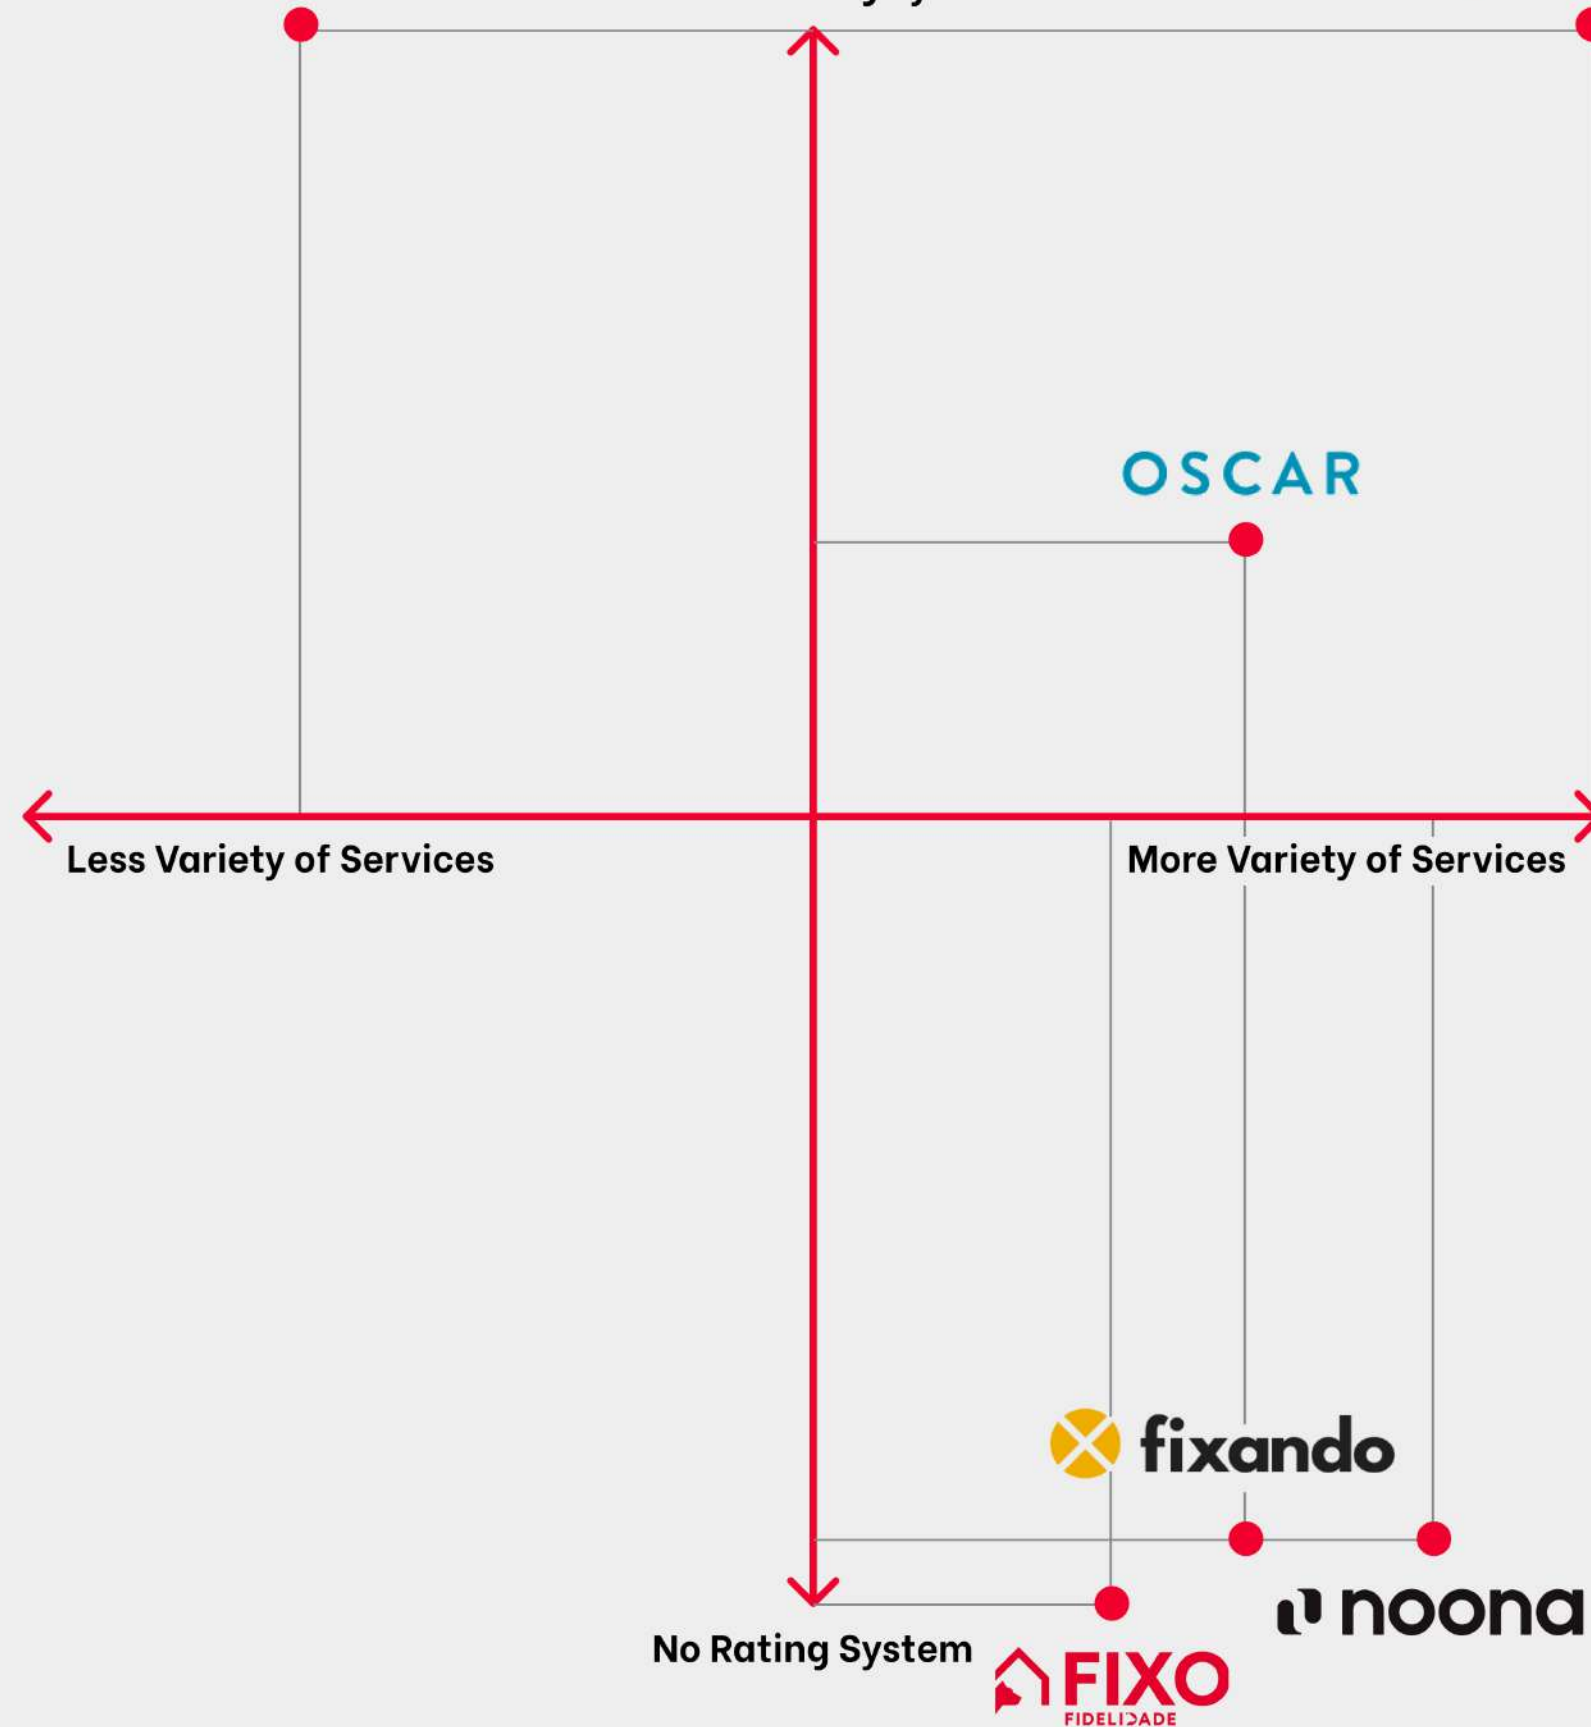 OSCAR
Less Variety of Services
More Variety of Services
fixando
noona
No Rating System
FIXO
FIDELIDADE